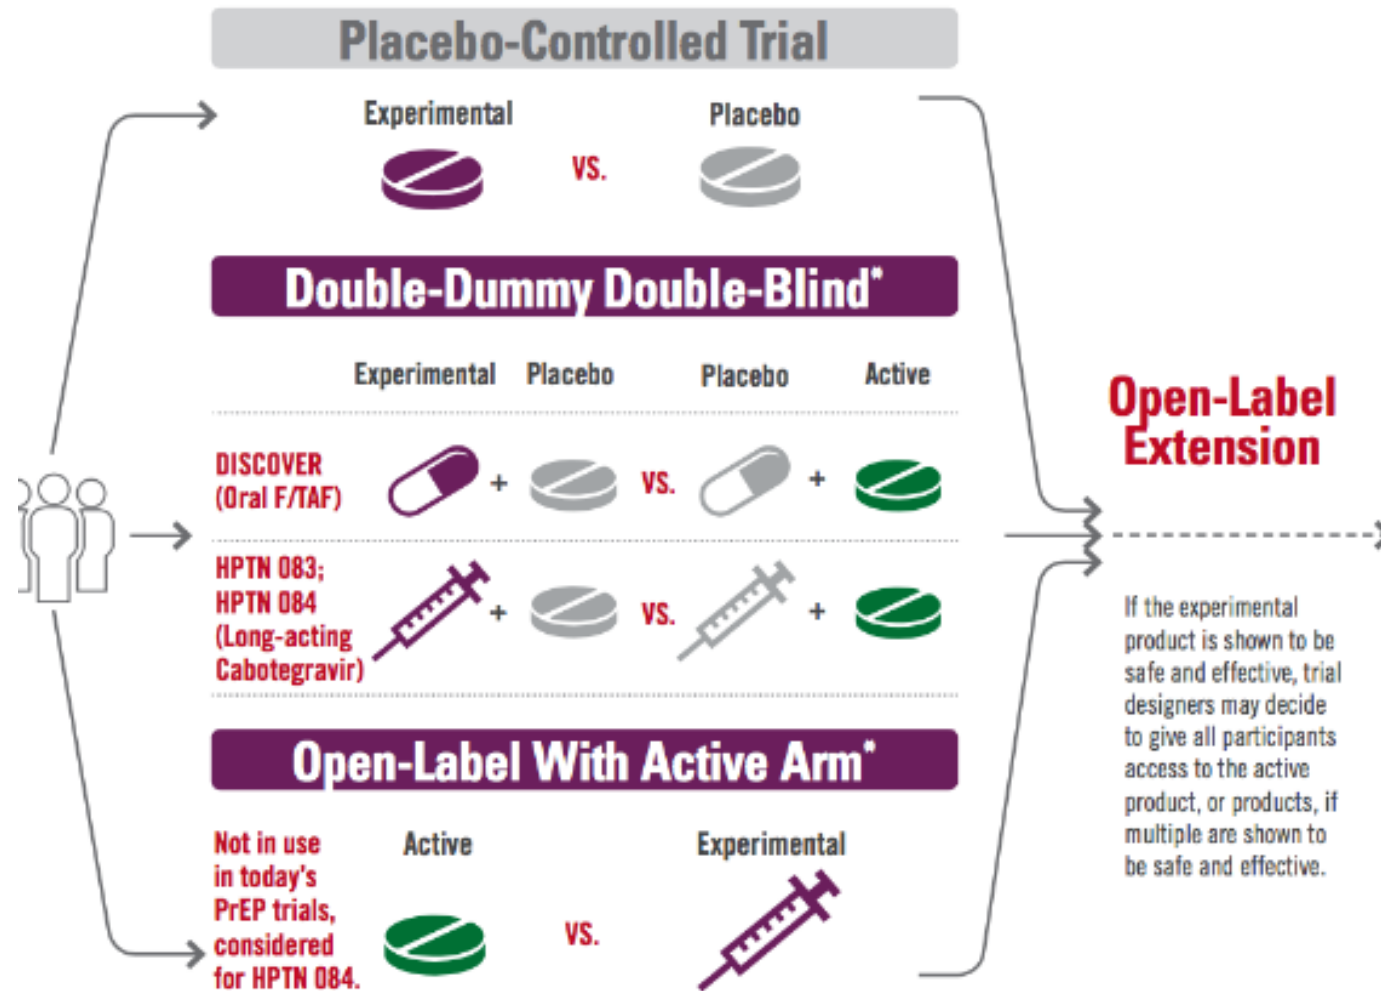 Placebo-Controlled Trial
Experimental
Placebo
VS.
Double-Dummy Double-Blind*
Experimental
Placebo
Placebo
Active
DISCOVER
(Oral F/TAF)
+
VS.
+
HPTN 083;
HPTN 084
(Long-acting
Cabotegravir)
+
VS.
+
Open-Label With Active Arm*
Not in use
in today's
PrEP trials,
considered
for HPTN 084.
Active
VS.
Experimental
Open-Label
Extension
If the experimental
product is shown to be
safe and effective, trial
designers may decide
to give all participants
access to the active
product, or products, if
multiple are shown to
be safe and effective.